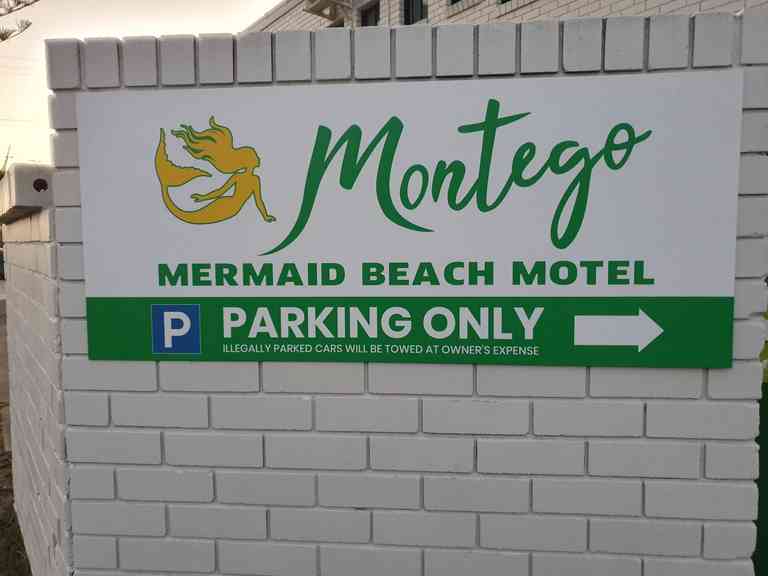 Montego
MERMAID BEACH MOTEL
P PARKING ONLY
ILLEGALLY PARKED CARS WILL BE TOWED AT OWNER'S EXPENSE